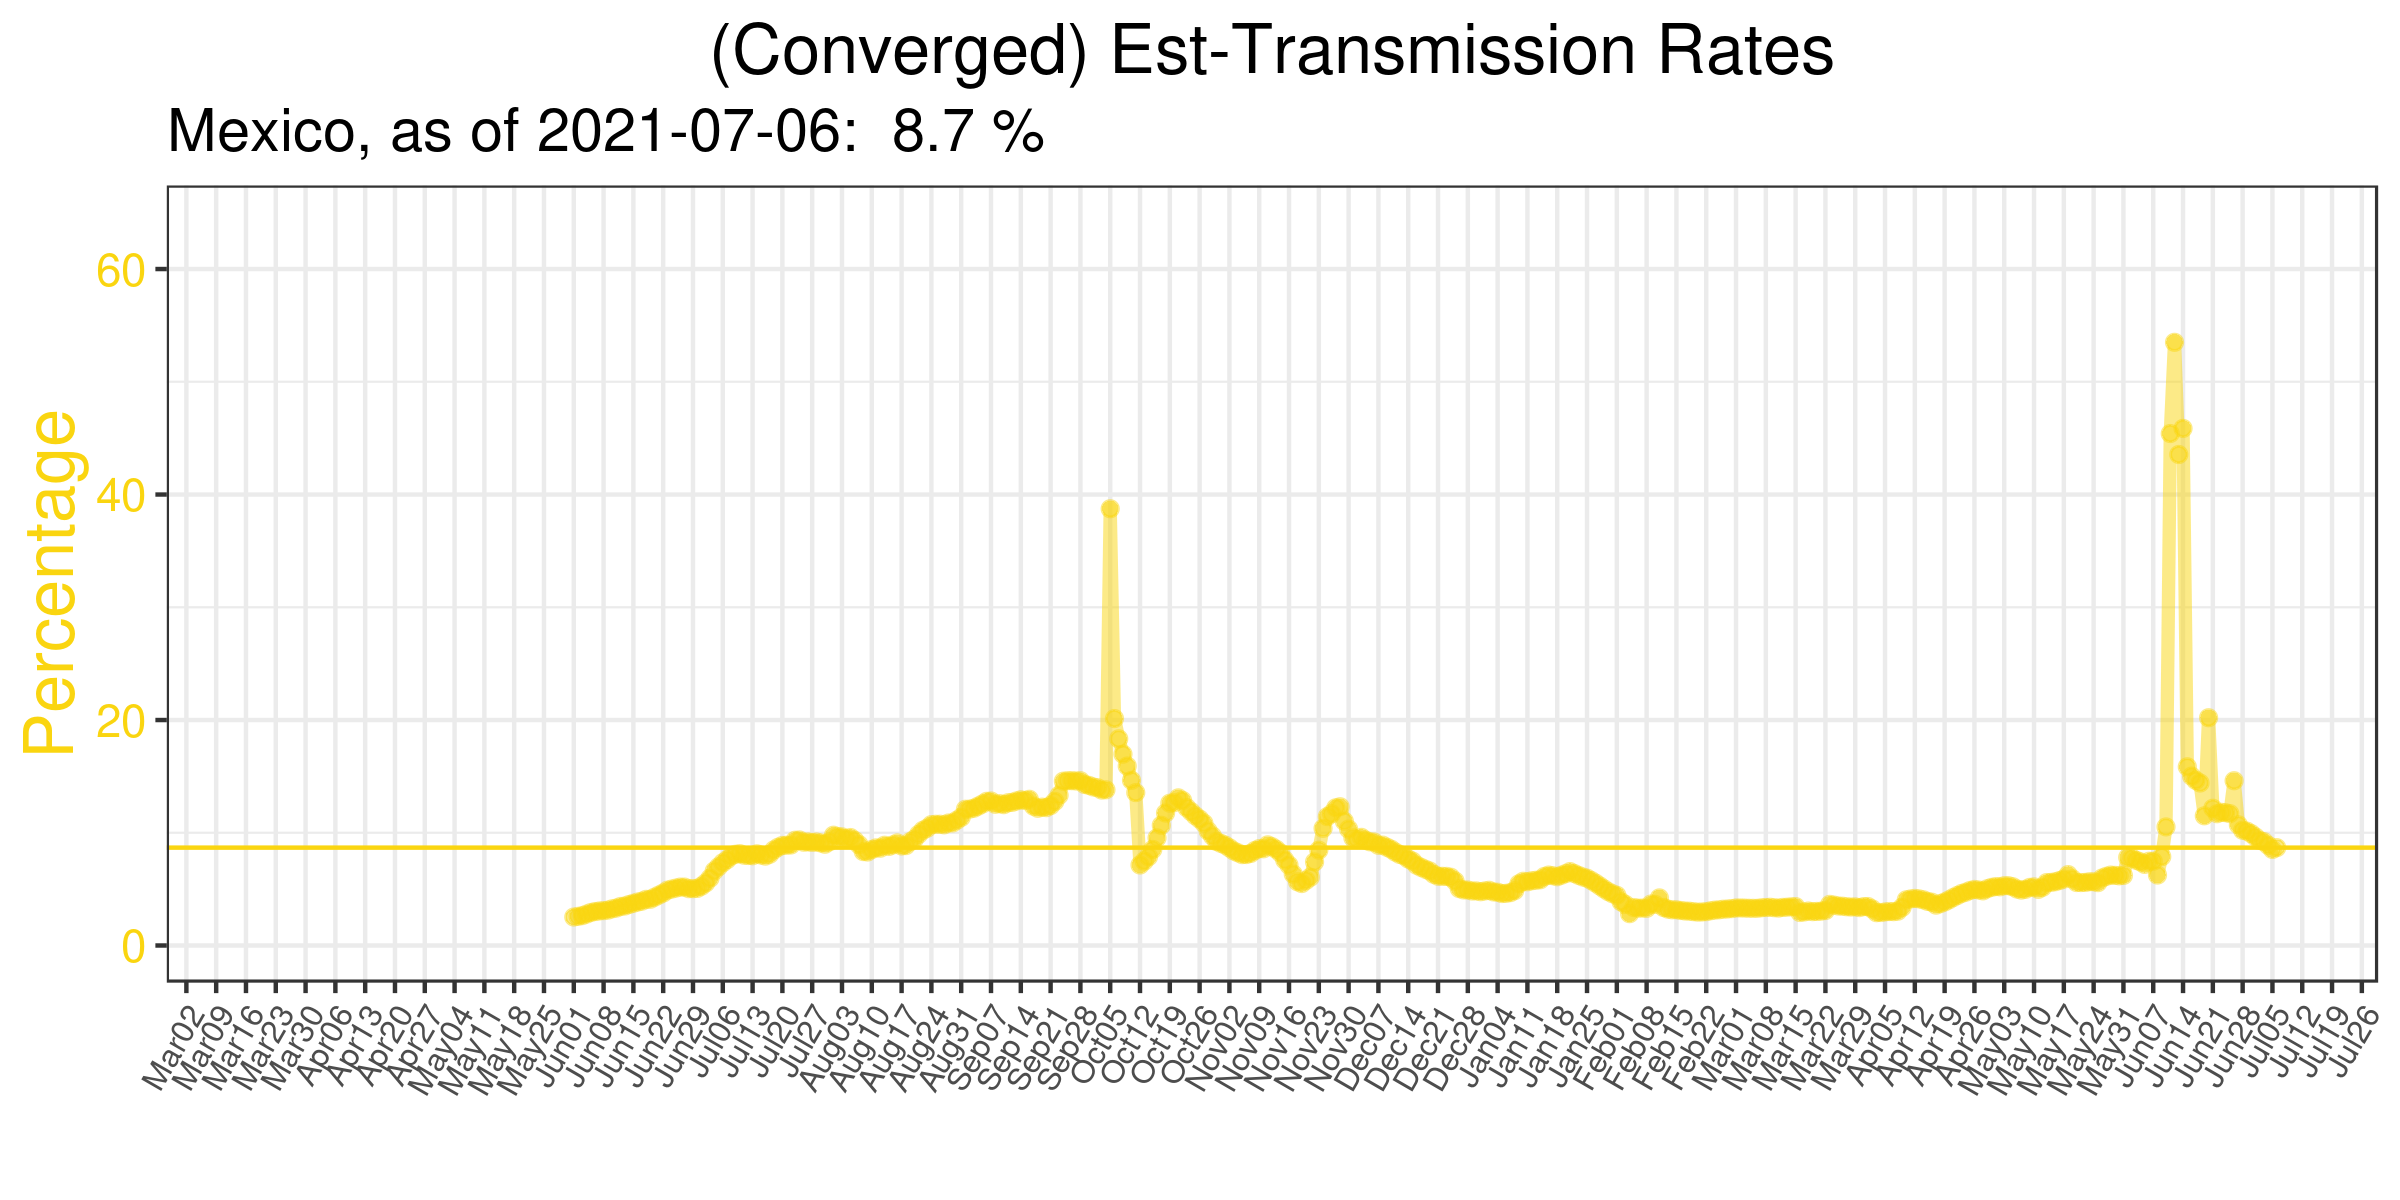 (Converged) Est-Transmission Rates
Mexico, as of 2021-07-06: 8.7 %
Percentage
60
40
20
0
Mar02
Mar09
Mar16
Mar23
Mar30
Apr06
Apr13
Apr20
Apr27
May04
May11
May18
May25
Jun01
Jun08
Jun15
Jun22
Jun29
Jul06
Jul13
Jul20
Jul27
Aug03
Aug10
Aug17
Aug24
Aug31
Sep07
Sep14
Sep21
Sep28
Oct05
Oct12
Oct19
Oct26
Nov02
Nov09
Nov16
Nov23
Nov30
Dec07
Dec14
Dec21
Dec28
Jan04
Jan11
Jan18
Jan25
Feb01
Feb08
Feb15
Feb22
Mar01
Mar08
Mar15
Mar22
Mar29
Apr05
Apr12
Apr19
Apr26
May03
May10
May17
May24
May31
Jun07
Jun14
Jun21
Jun28
Jul05
Jul12
Jul19
Jul26